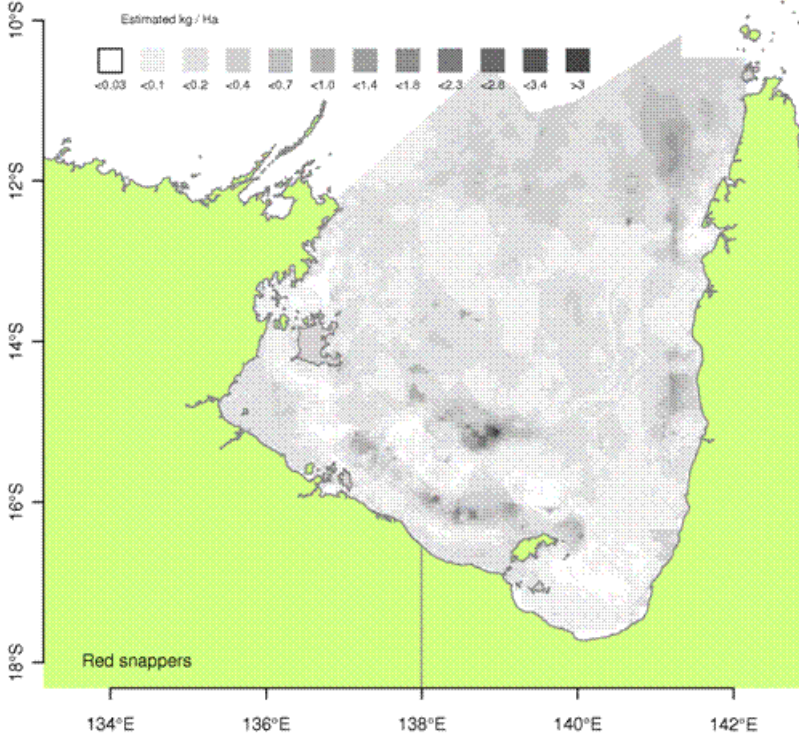 Estimated kg / Ha
<0.03 <0.1 <0.2 <0.4 <0.7 <1.0 <1.4 <1.8 <2.3 <2.8 <3.4 >3
10°S
12°S
14°S
16°S
18°S
Red snappers
134°E 136°E 138°E 140°E 142°E